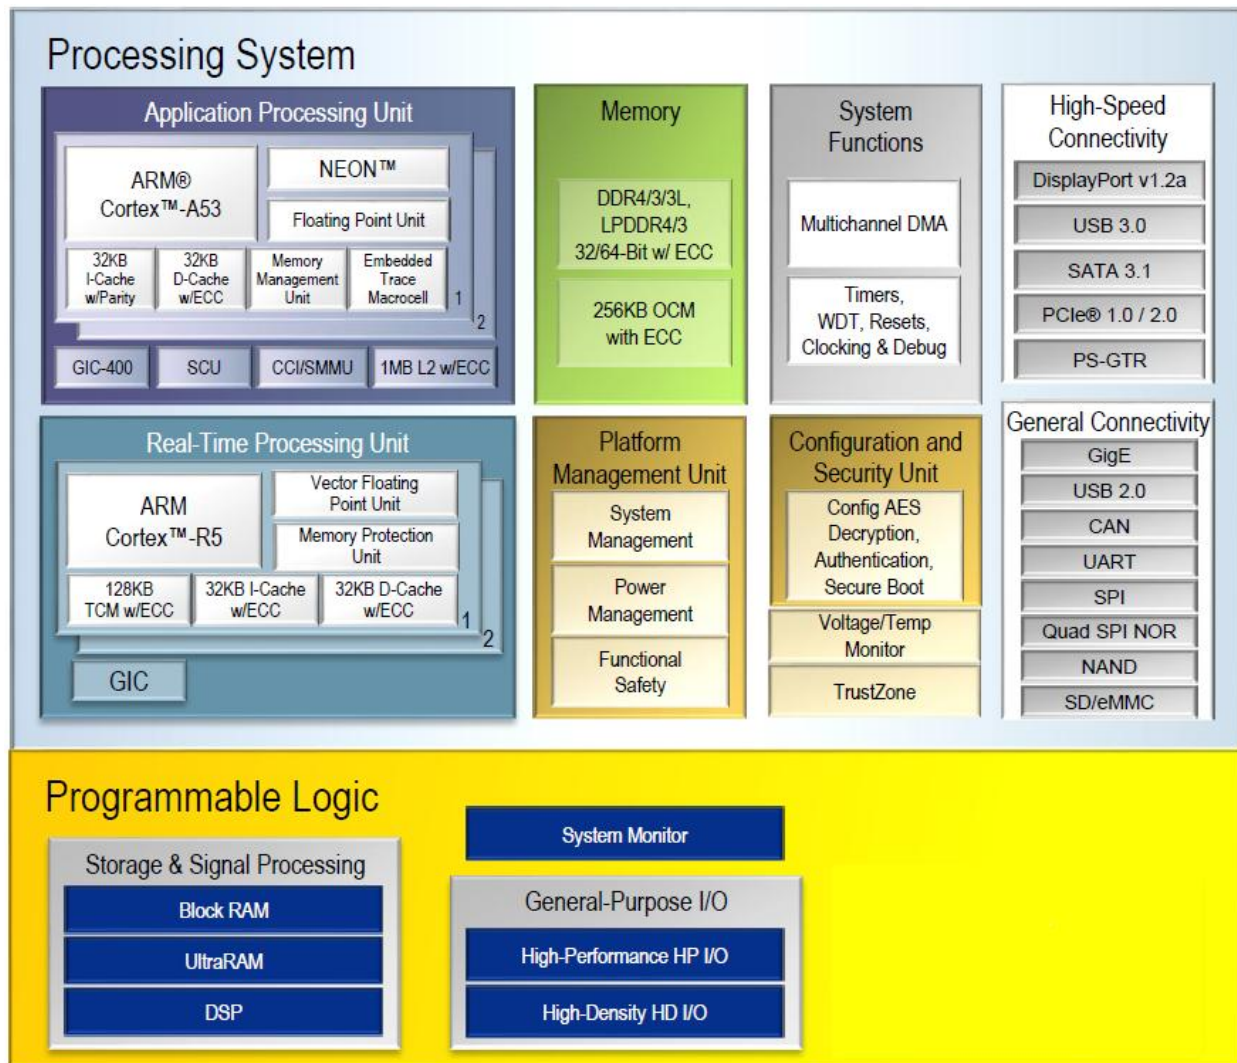 Processing System
Application Processing Unit
ARM®
Cortex™-A53
NEON™
Floating Point Unit
32KB
I-Cache
w/Parity
32KB
D-Cache
w/ECC
Memory
Management
Unit
Embedded
Trace
Macrocell
1
2
GIC-400
SCU
CCI/SMMU
1MB L2 w/ECC
Memory
DDR4/3/3L,
LPDDR4/3
32/64-Bit w/ ECC
256KB OCM
with ECC
System
Functions
Multichannel DMA
Timers,
WDT, Resets,
Clocking & Debug
High-Speed
Connectivity
DisplayPort v1.2a
USB 3.0
SATA 3.1
PCIe® 1.0 / 2.0
PS-GTR
Real-Time Processing Unit
ARM
Cortex™-R5
Vector Floating
Point Unit
Memory Protection
Unit
128KB
TCM w/ECC
32KB I-Cache
w/ECC
32KB D-Cache
w/ECC
1
2
GIC
Platform
Management Unit
System
Management
Power
Management
Functional
Safety
Configuration and
Security Unit
Config AES
Decryption,
Authentication,
Secure Boot
Voltage/Temp
Monitor
TrustZone
General Connectivity
GigE
USB 2.0
CAN
UART
SPI
Quad SPI NOR
NAND
SD/eMMC
Programmable Logic
Storage & Signal Processing
Block RAM
UltraRAM
DSP
System Monitor
General-Purpose I/O
High-Performance HP I/O
High-Density HD I/O